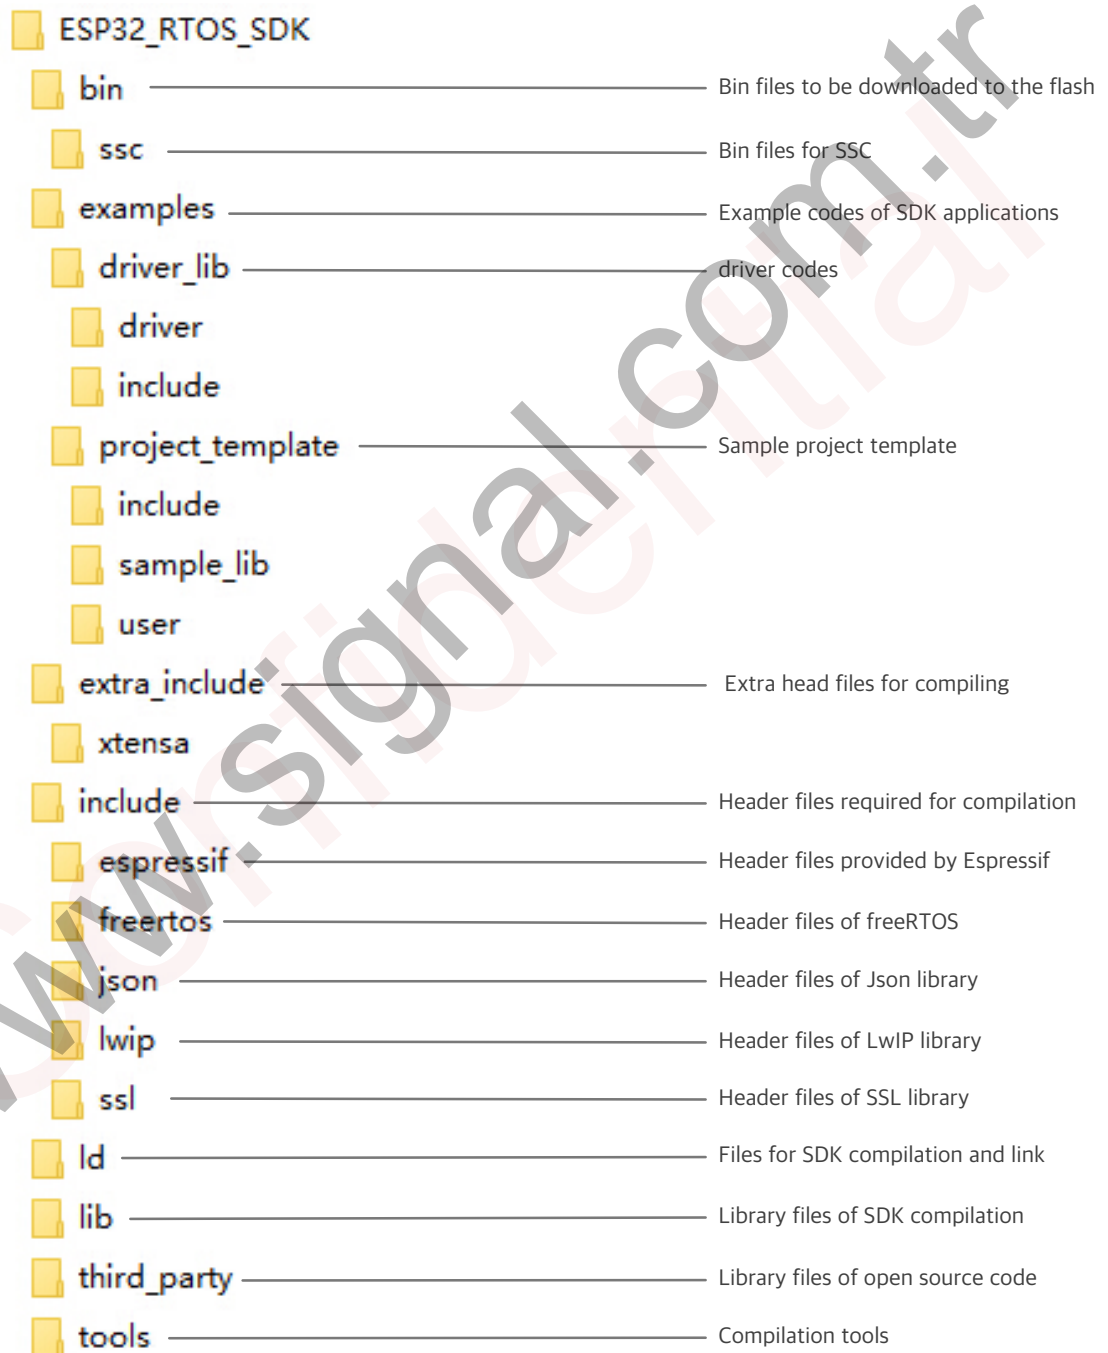 ESP32_RTOS_SDK
bin Bin files to be downloaded to the flash
ssc Bin files for SSC
examples Example codes of SDK applications
driver_lib driver codes
driver
include
project_template Sample project template
include
sample_lib
user
extra_include Extra head files for compiling
xtensa
include Header files required for compilation
espressif Header files provided by Espressif
freertos Header files of freeRTOS
json Header files of Json library
lwip Header files of LwIP library
ssl Header files of SSL library
ld Files for SDK compilation and link
lib Library files of SDK compilation
third_party Library files of open source code
tools Compilation tools
www.signal.com.tr
Confidential